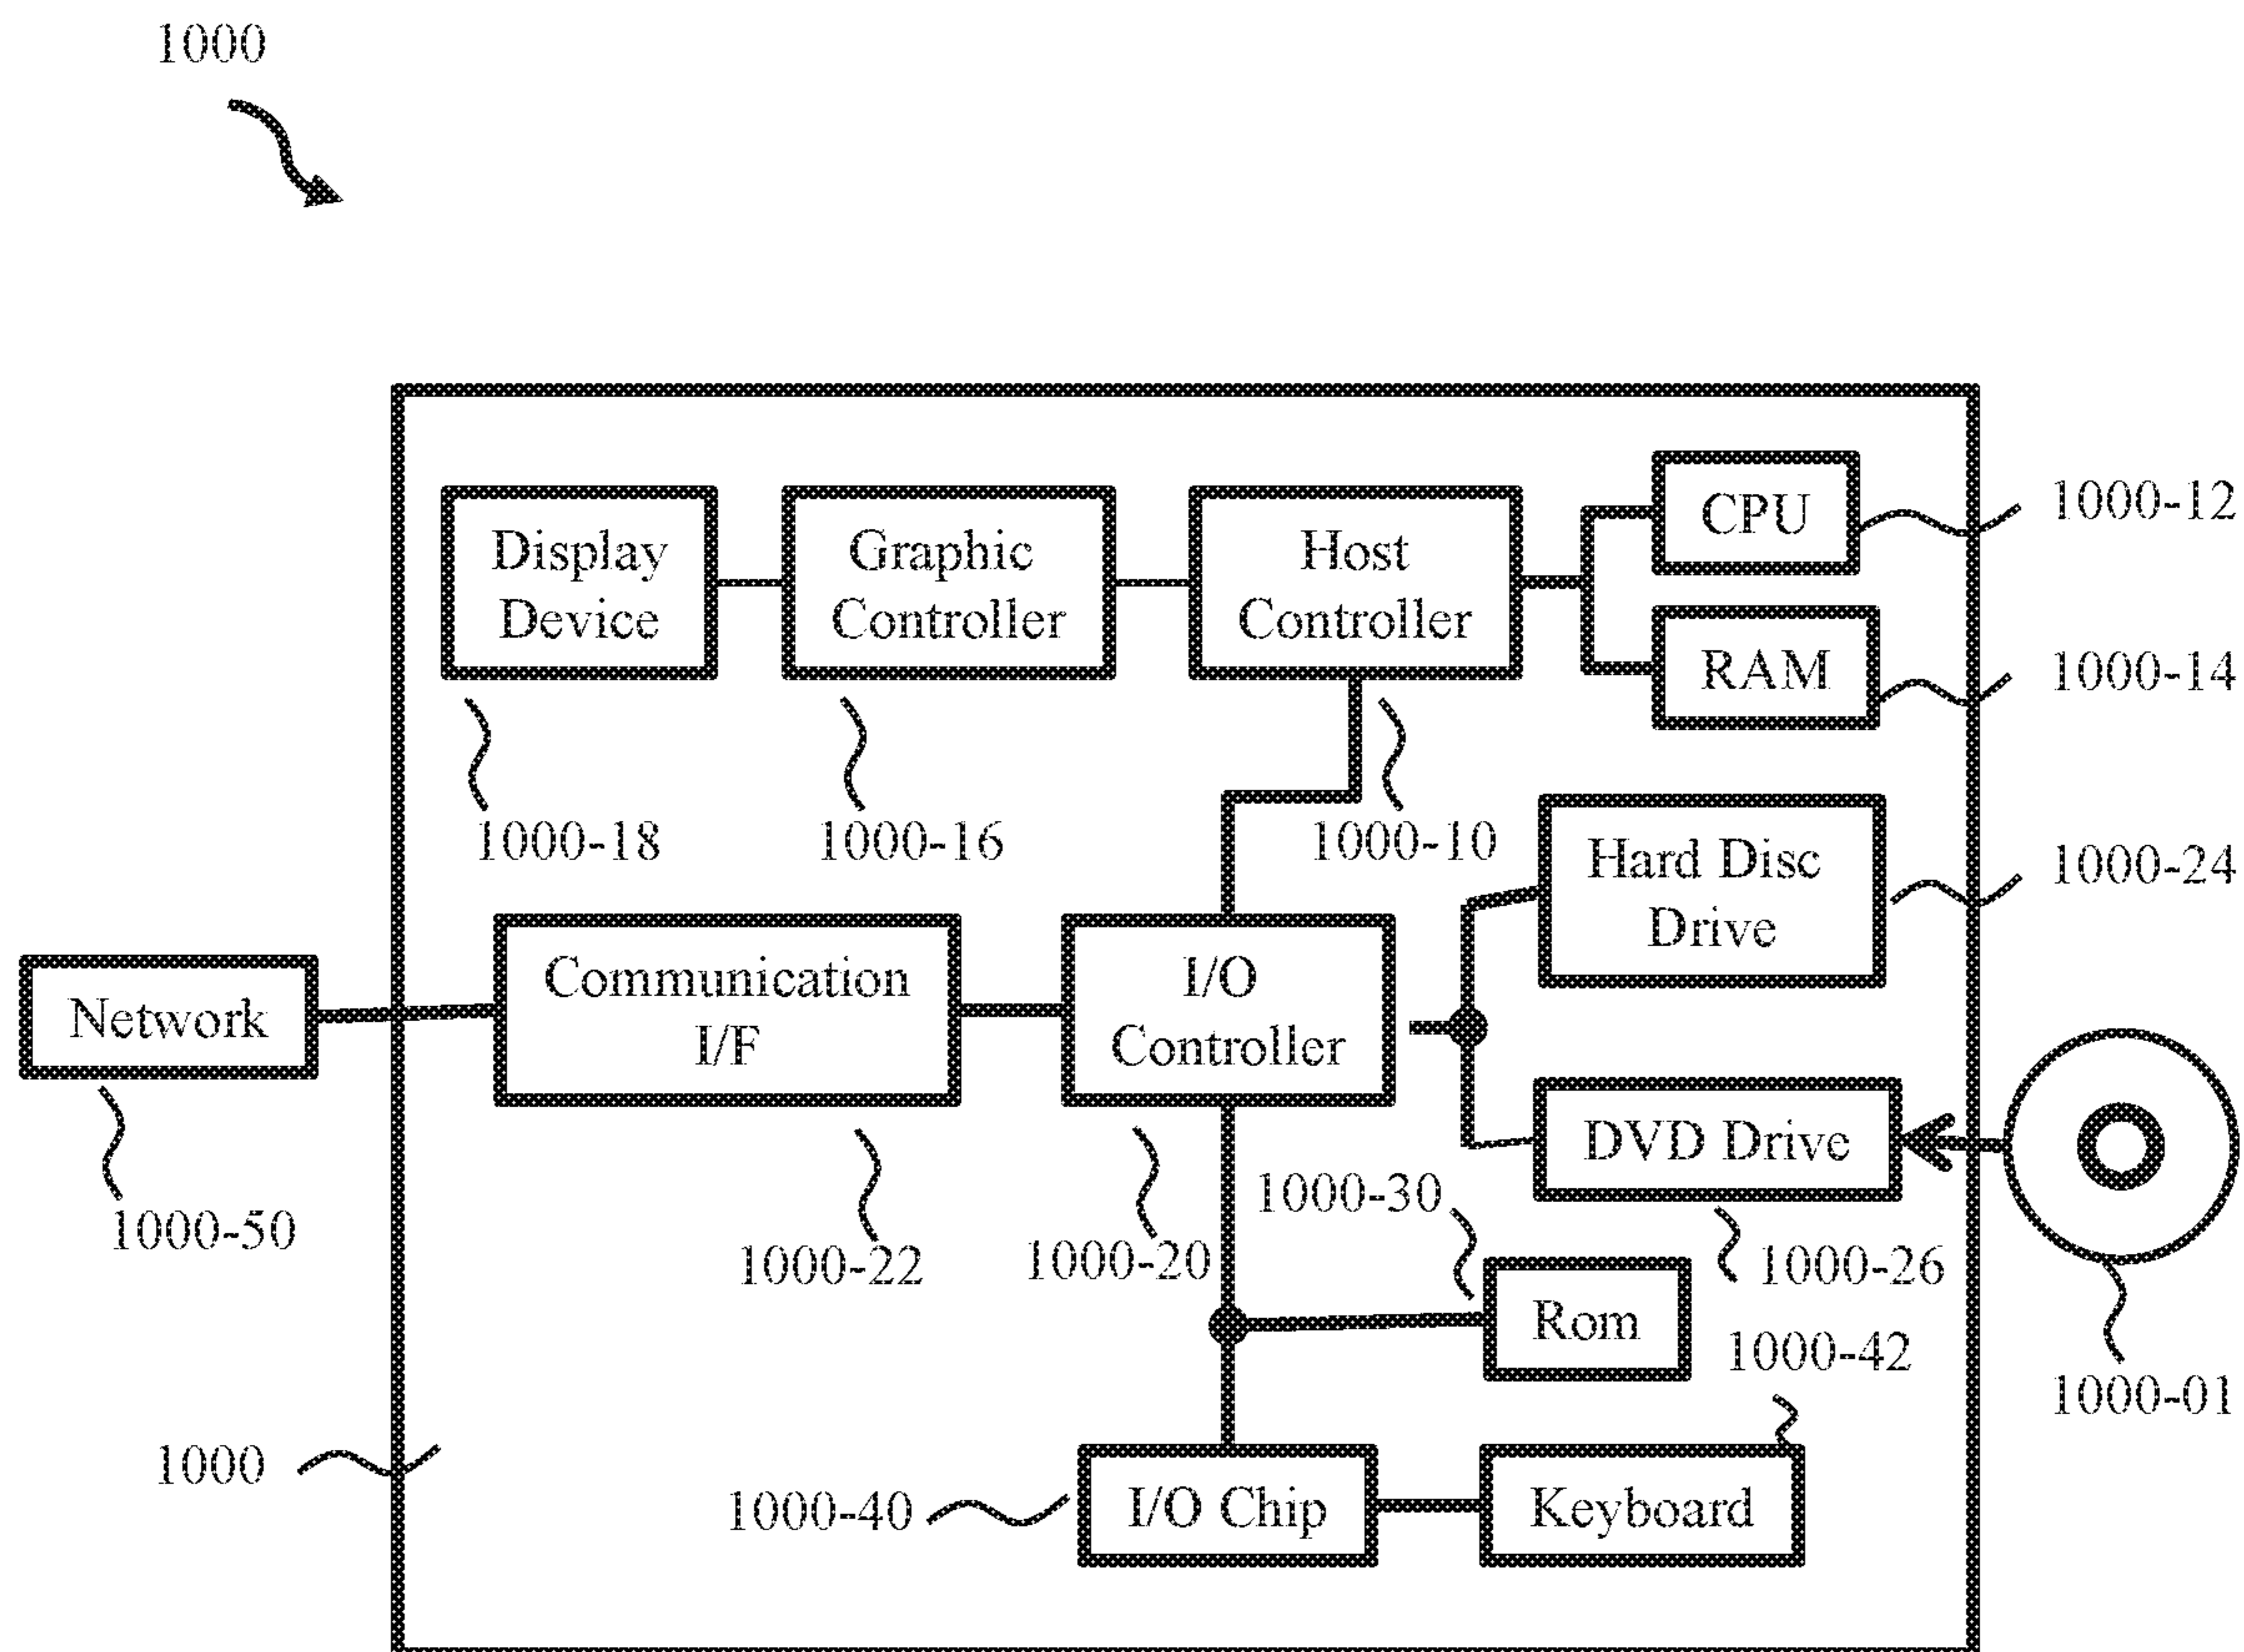 1000
CPU
1000-12
Display
Device
Graphic
Controller
Host
Controller
RAM
1000-14
1000-18
1000-16
1000-10
Hard Disc
Drive
1000-24
Network
Communication
I/F
I/O
Controller
DVD Drive
1000-50
1000-22
1000-20
1000-30
1000-26
Rom
1000-42
1000-01
1000
1000-40
I/O Chip
Keyboard